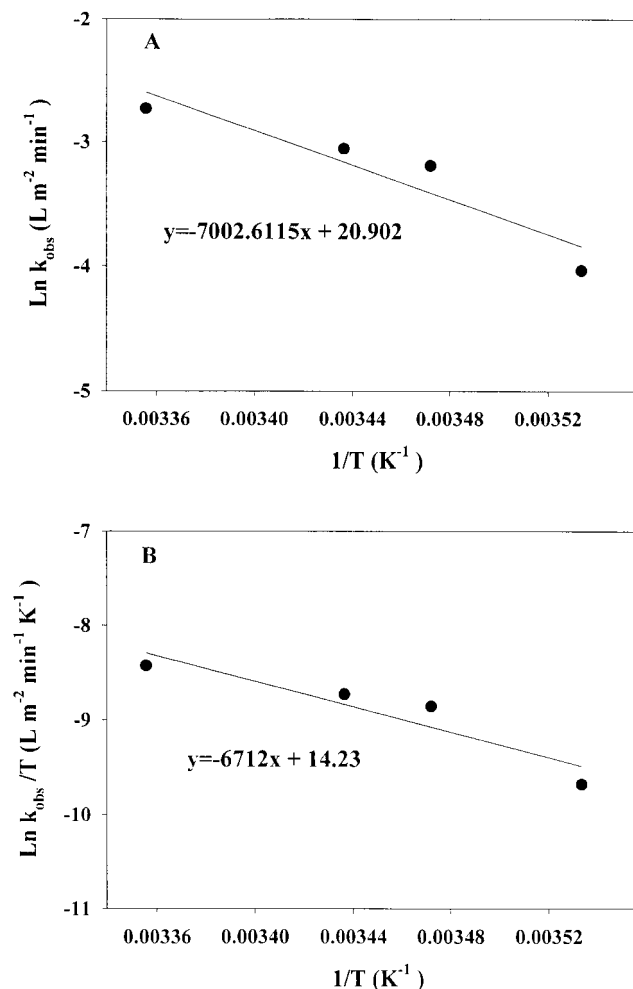 A
-2
-3
-4
-5
Ln k_obs (L m^-2 min^-1)
y=-7002.6115x + 20.902
0.00336 0.00340 0.00344 0.00348 0.00352
1/T (K^-1 )
B
-7
-8
-9
-10
-11
Ln k_obs /T (L m^-2 min^-1 K^-1 )
y=-6712x + 14.23
0.00336 0.00340 0.00344 0.00348 0.00352
1/T (K^-1 )